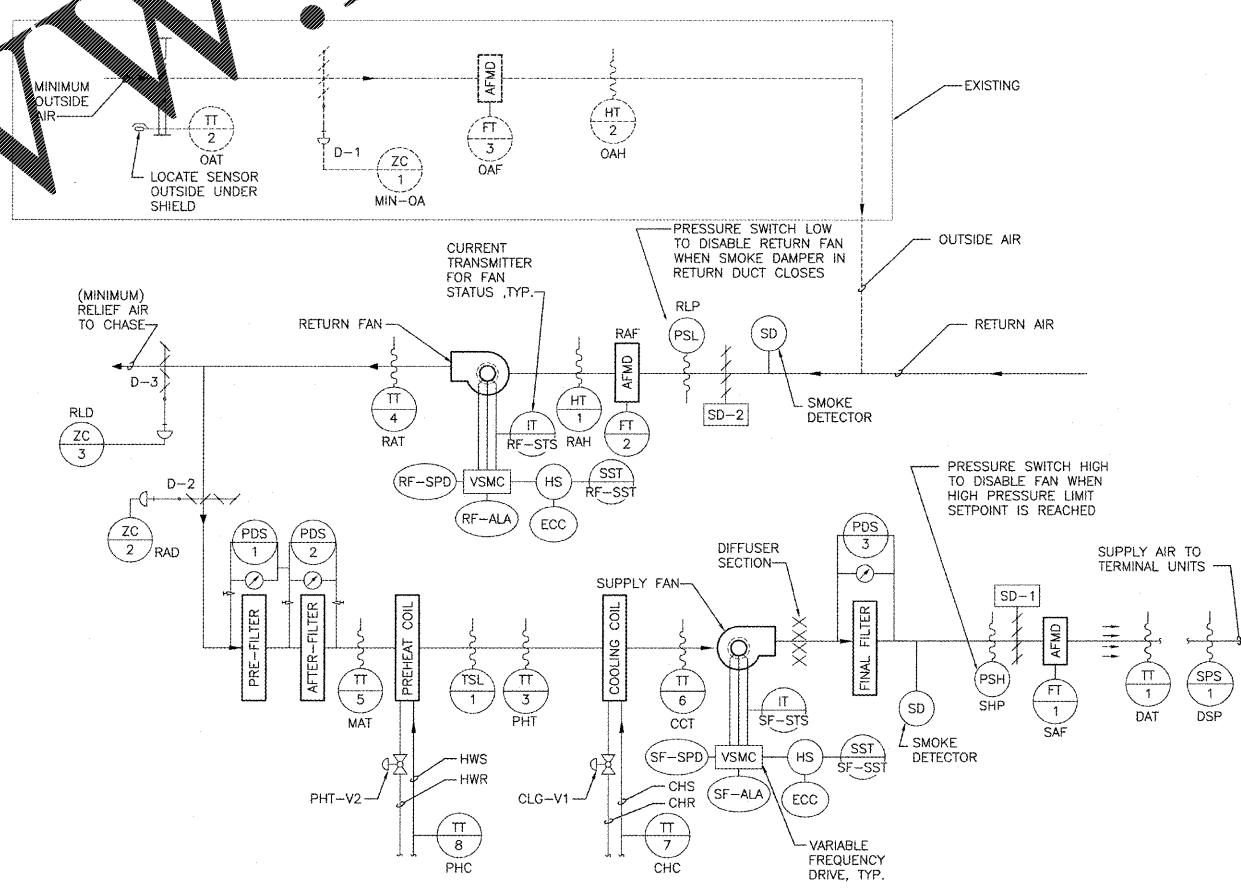 WW.
MINIMUM
OUTSIDE
AIR
TT
2
OAT
LOCATE SENSOR
OUTSIDE UNDER
SHIELD
D-1
ZC
1
MIN-OA
AFMD
FT
3
OAF
HT
2
OAH
EXISTING
OUTSIDE AIR
RETURN AIR
PRESSURE SWITCH LOW
TO DISABLE RETURN FAN
WHEN SMOKE DAMPER IN
RETURN DUCT CLOSES
CURRENT
TRANSMITTER
FOR FAN
STATUS ,TYP.
(MINIMUM)
RELIEF AIR
TO CHASE
RETURN FAN
D-3
RLD
ZC
3
TT
4
RAT
IT
RF-STS
HT
1
RAH
RAF
AFMD
FT
2
RLP
PSL
SD-2
SD
SMOKE
DETECTOR
RF-SPD
VSMC
HS
SST
RF-SST
RF-ALA
ECC
D-2
ZC
2
RAD
PDS
1
PDS
2
PRE-FILTER
AFTER-FILTER
TT
5
MAT
PREHEAT COIL
TSL
1
TT
3
PHT
HWS
HWR
PHT-V2
TT
8
PHC
COOLING COIL
CLG-V1
CHS
CHR
TT
7
CHC
TT
6
CCT
SUPPLY FAN
DIFFUSER
SECTION
IT
SF-STS
SF-SPD
VSMC
HS
SST
SF-SST
SF-ALA
ECC
VARIABLE
FREQUENCY
DRIVE, TYP.
PDS
3
FINAL FILTER
SD
SMOKE
DETECTOR
PRESSURE SWITCH HIGH
TO DISABLE FAN WHEN
HIGH PRESSURE LIMIT
SETPOINT IS REACHED
PSH
SHP
SD-1
AFMD
FT
1
SAF
SUPPLY AIR TO
TERMINAL UNITS
TT
1
DAT
SPS
1
DSP